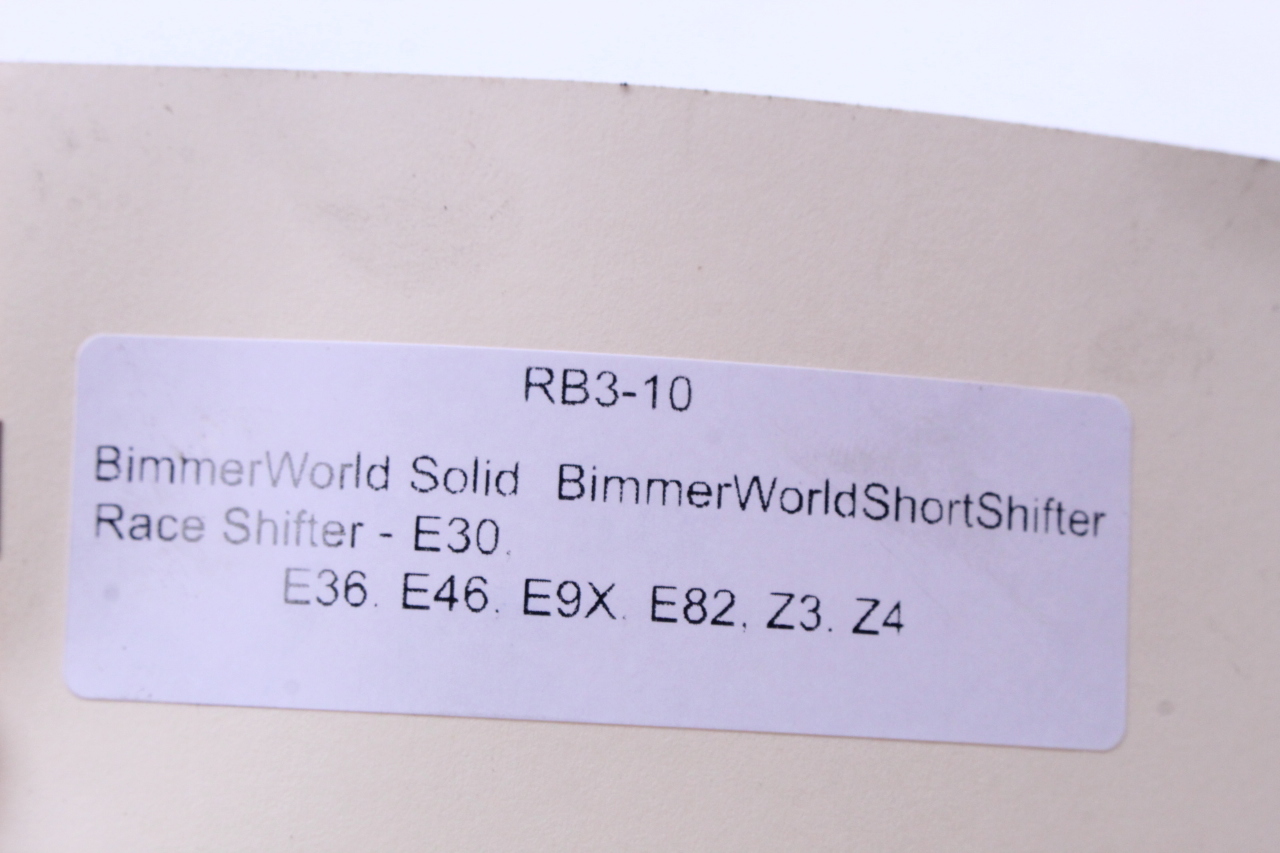 RB3-10
BimmerWorld Solid BimmerWorldShortShifter
Race Shifter - E30,
E36, E46, E9X, E82, Z3, Z4